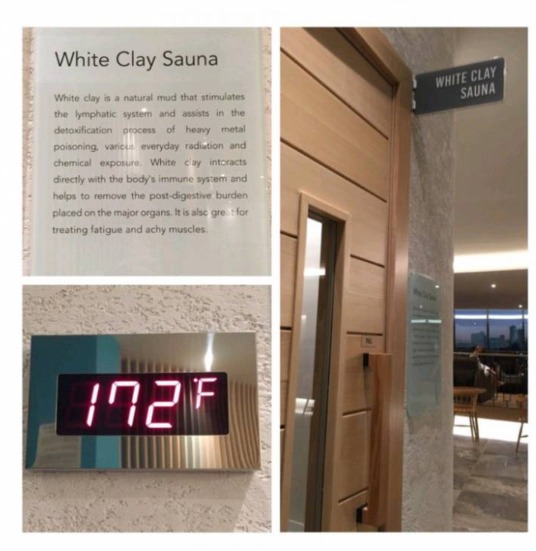 White Clay Sauna
White clay is a natural mud that stimulates
the lymphatic system and assists in the
detoxification process of heavy metal
poisoning, various everyday radiation and
chemical exposure. White clay interacts
directly with the body's immune system and
helps to remove the post-digestive burden
placed on the major organs. It is also great for
treating fatigue and achy muscles.
172°F
WHITE CLAY
SAUNA
White Clay Sauna